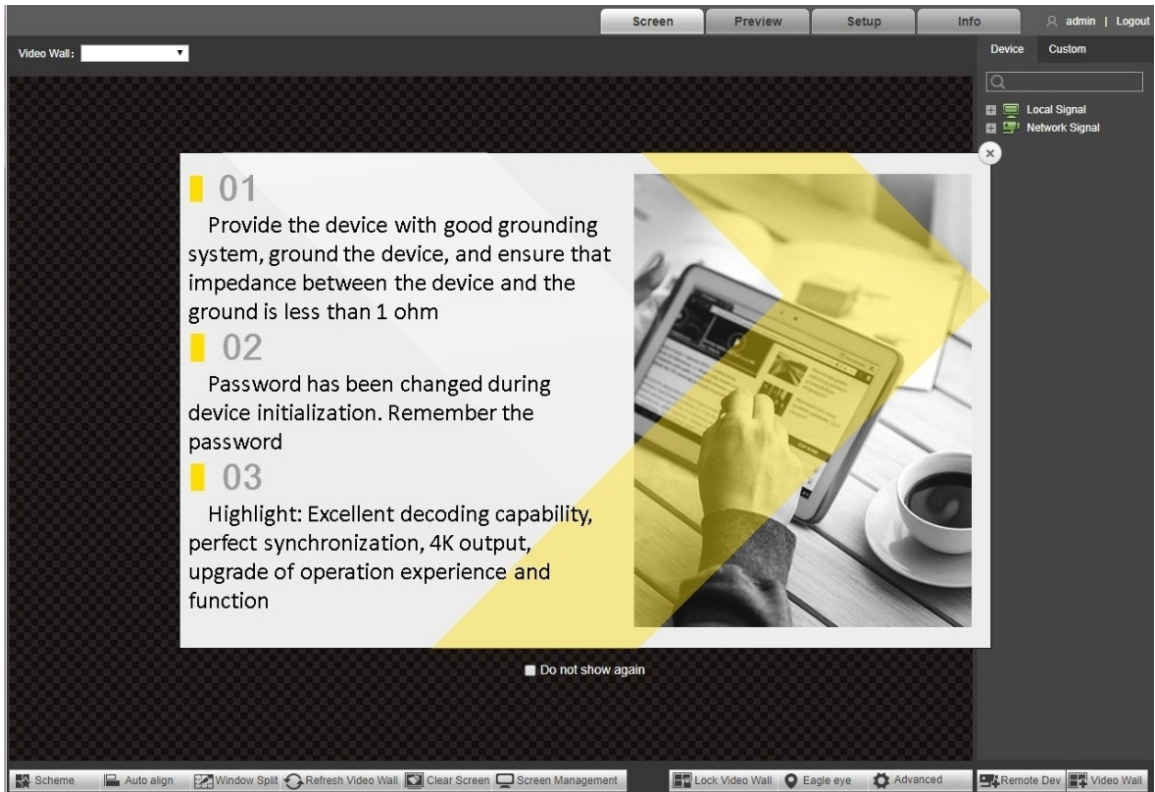 Screen Preview Setup Info admin | Logout
Video Wall:
Device Custom
Local Signal
Network Signal
01
Provide the device with good grounding
system, ground the device, and ensure that
impedance between the device and the
ground is less than 1 ohm
02
Password has been changed during
device initialization. Remember the
password
03
Highlight: Excellent decoding capability,
perfect synchronization, 4K output,
upgrade of operation experience and
function
Do not show again
Scheme Auto align Window Split Refresh Video Wall Clear Screen Screen Management Lock Video Wall Eagle eye Advanced Remote Dev Video Wall